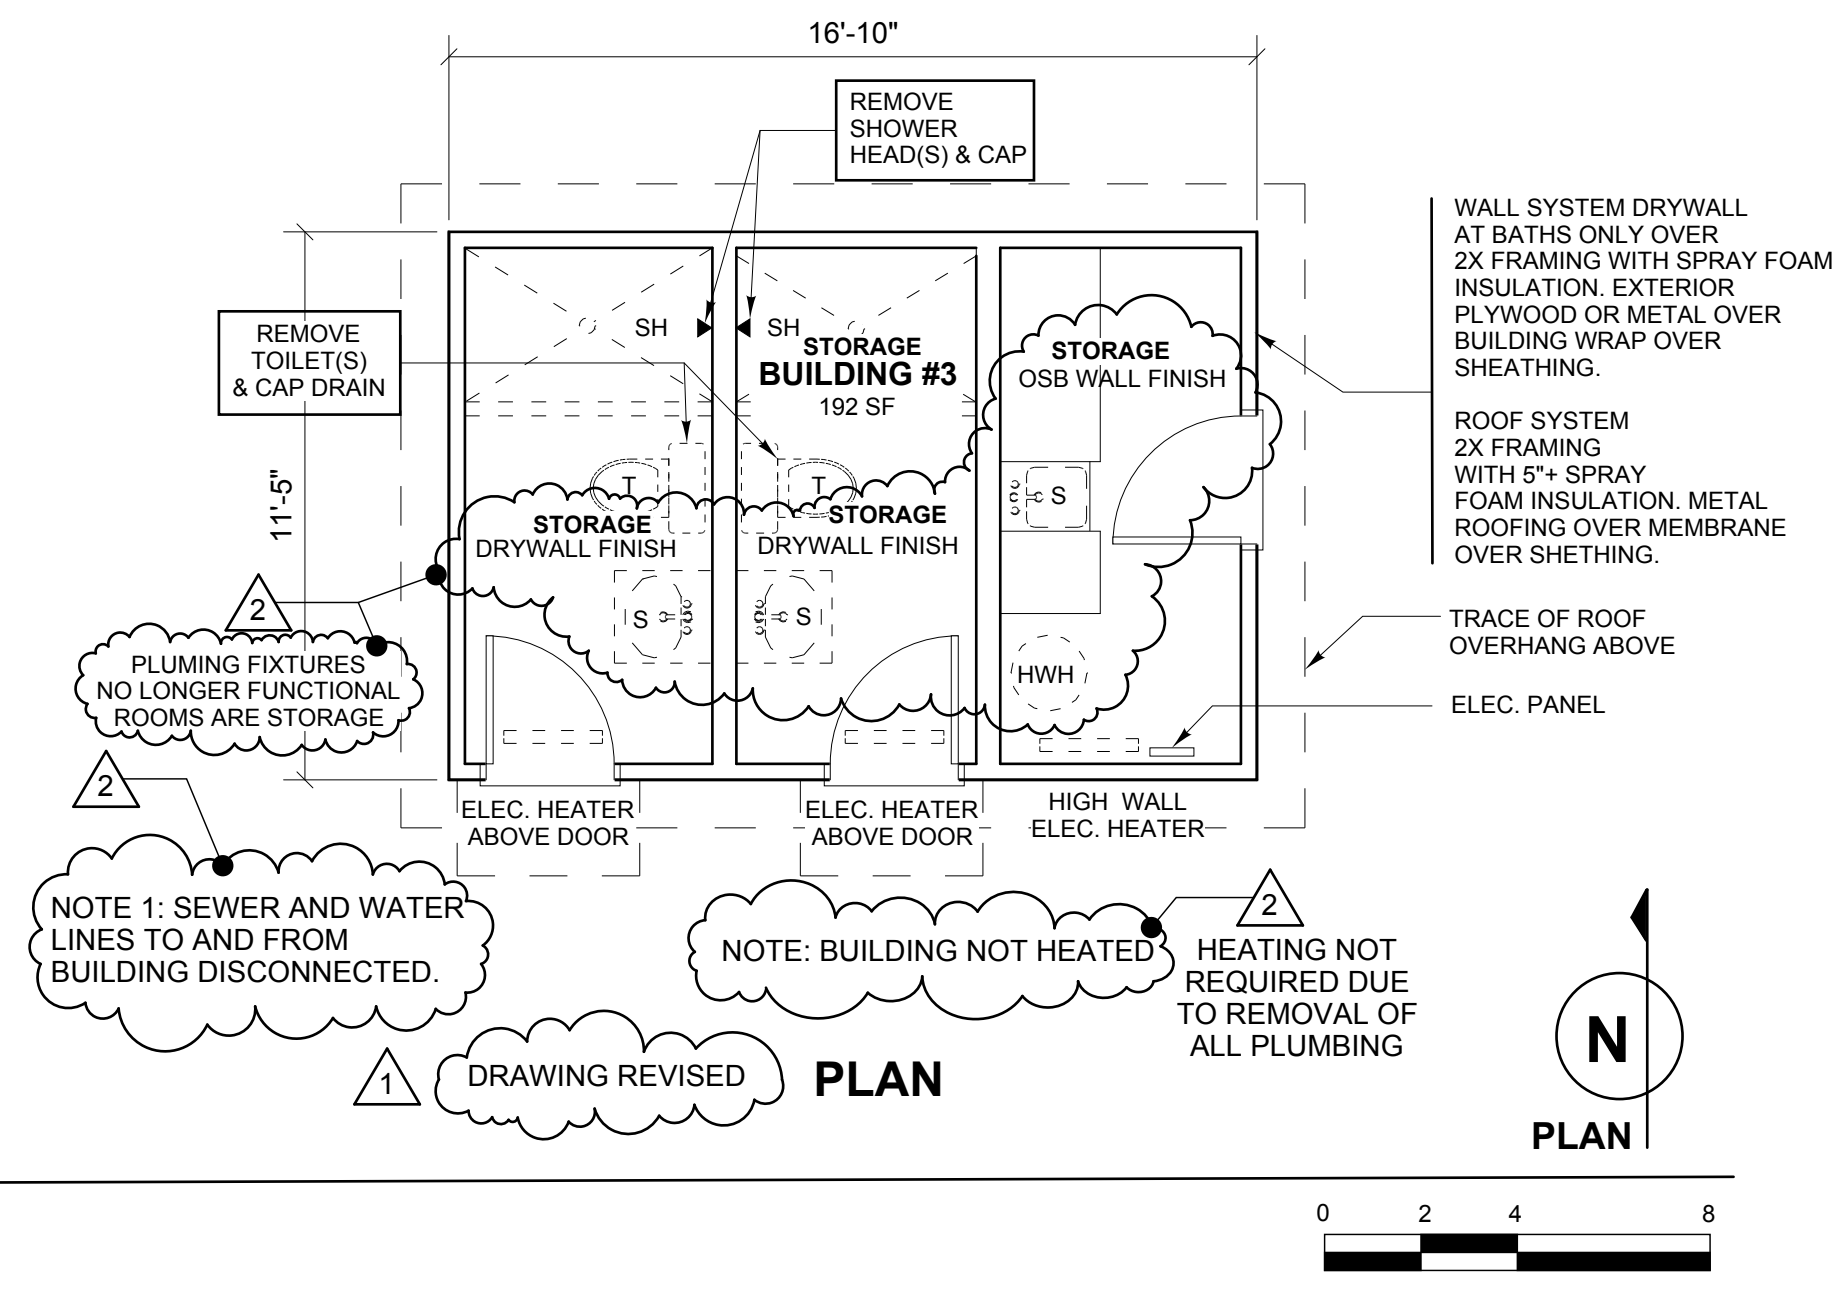 16'-10"
REMOVE
SHOWER
HEAD(S) & CAP
WALL SYSTEM DRYWALL
AT BATHS ONLY OVER
2X FRAMING WITH SPRAY FOAM
INSULATION. EXTERIOR
PLYWOOD OR METAL OVER
BUILDING WRAP OVER
SHEATHING.
ROOF SYSTEM
2X FRAMING
WITH 5"+ SPRAY
FOAM INSULATION. METAL
ROOFING OVER MEMBRANE
OVER SHETHING.
REMOVE
TOILET(S)
& CAP DRAIN
SH
SH
STORAGE
BUILDING #3
192 SF
STORAGE
OSB WALL FINISH
11'-5"
T
T
S
STORAGE
DRYWALL FINISH
STORAGE
DRYWALL FINISH
S
S
HWH
2
PLUMING FIXTURES
NO LONGER FUNCTIONAL
ROOMS ARE STORAGE
TRACE OF ROOF
OVERHANG ABOVE
ELEC. PANEL
2
ELEC. HEATER
ABOVE DOOR
ELEC. HEATER
ABOVE DOOR
HIGH WALL
ELEC. HEATER
NOTE 1: SEWER AND WATER
LINES TO AND FROM
BUILDING DISCONNECTED.
NOTE: BUILDING NOT HEATED
2
HEATING NOT
REQUIRED DUE
TO REMOVAL OF
ALL PLUMBING
1
DRAWING REVISED
PLAN
N
PLAN
0 2 4 8